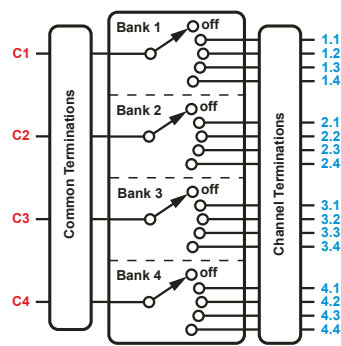 Bank 1
off
C1
1.1
1.2
1.3
1.4
Bank 2
off
C2
2.1
2.2
2.3
2.4
Bank 3
off
C3
3.1
3.2
3.3
3.4
Bank 4
off
C4
4.1
4.2
4.3
4.4
Common Terminations
Channel Terminations